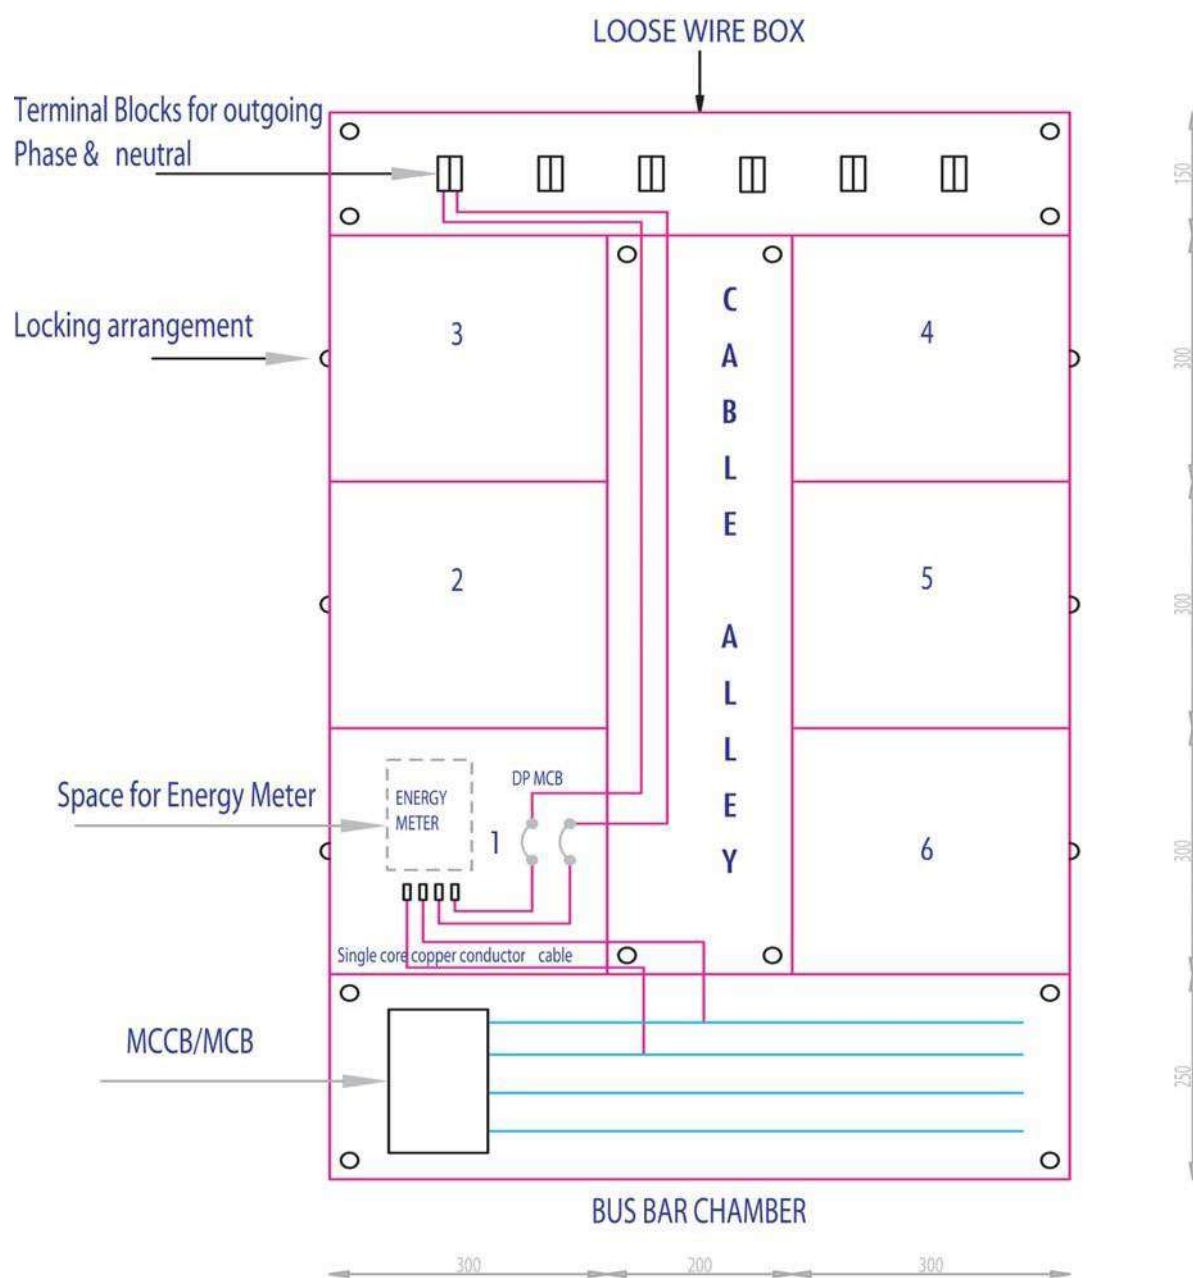 LOOSE WIRE BOX
Terminal Blocks for outgoing
Phase & neutral
150
Locking arrangement
3
C
A
B
L
E
A
L
L
E
Y
4
300
2
5
300
Space for Energy Meter
ENERGY
METER
DP MCB
1
6
300
Single core copper conductor cable
MCCB/MCB
250
BUS BAR CHAMBER
300
200
300